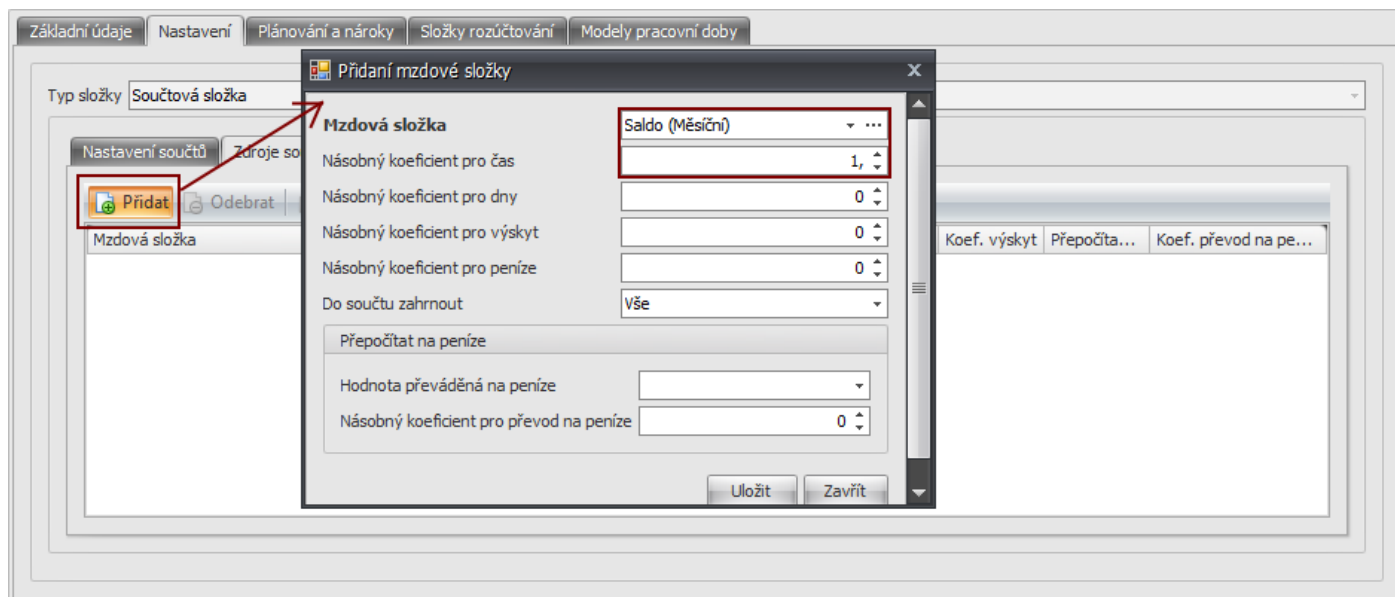 Základní údaje Nastavení Plánování a nároky Složky rozúčtování Modely pracovní doby
Přidaní mzdové složky
Typ složky Součtová složka
Mzdová složka Saldo (Měsíční)
Nastavení součtů Zdroje so
Násobný koeficient pro čas 1,
Přidat Odebrat
Násobný koeficient pro dny 0
Mzdová složka
Násobný koeficient pro výskyt 0
Koef. výskyt Přepočíta... Koef. převod na pe...
Násobný koeficient pro peníze 0
Do součtu zahrnout Vše
Přepočítat na peníze
Hodnota převáděná na peníze
Násobný koeficient pro převod na peníze 0
Uložit Zavřít